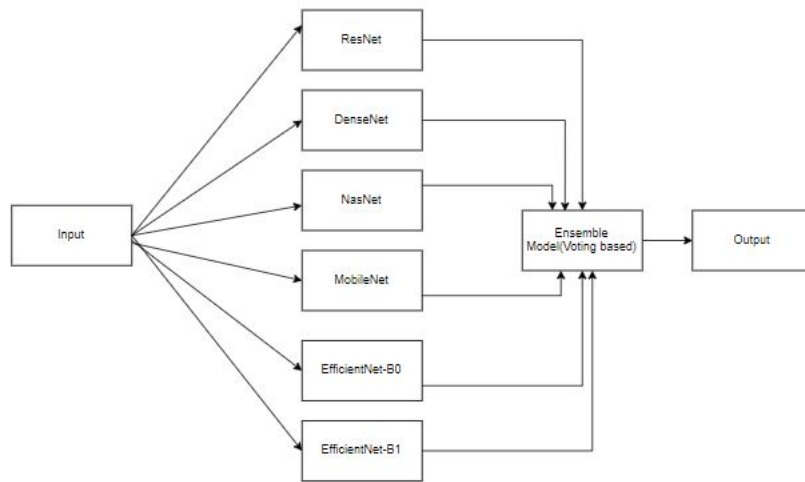 ResNet
DenseNet
NasNet
Input
Ensemble
Model(Voting based)
Output
MobileNet
EfficientNet-B0
EfficientNet-B1